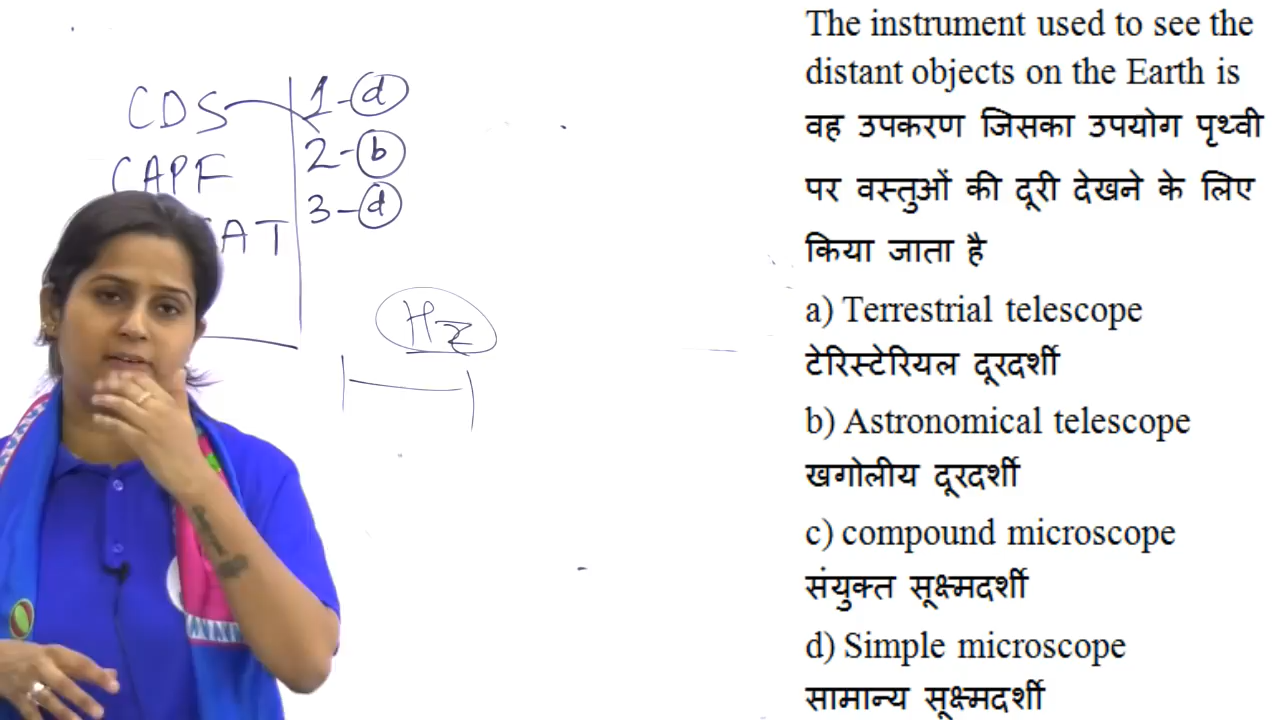 CDS
CAPF
AT
1-d
2-b
3-d
Hz
The instrument used to see the
distant objects on the Earth is
वह उपकरण जिसका उपयोग पृथ्वी
पर वस्तुओं की दूरी देखने के लिए
किया जाता है
a) Terrestrial telescope
टेरिस्टेरियल दूरदर्शी
b) Astronomical telescope
खगोलीय दूरदर्शी
c) compound microscope
संयुक्त सूक्ष्मदर्शी
d) Simple microscope
सामान्य सूक्ष्मदर्शी